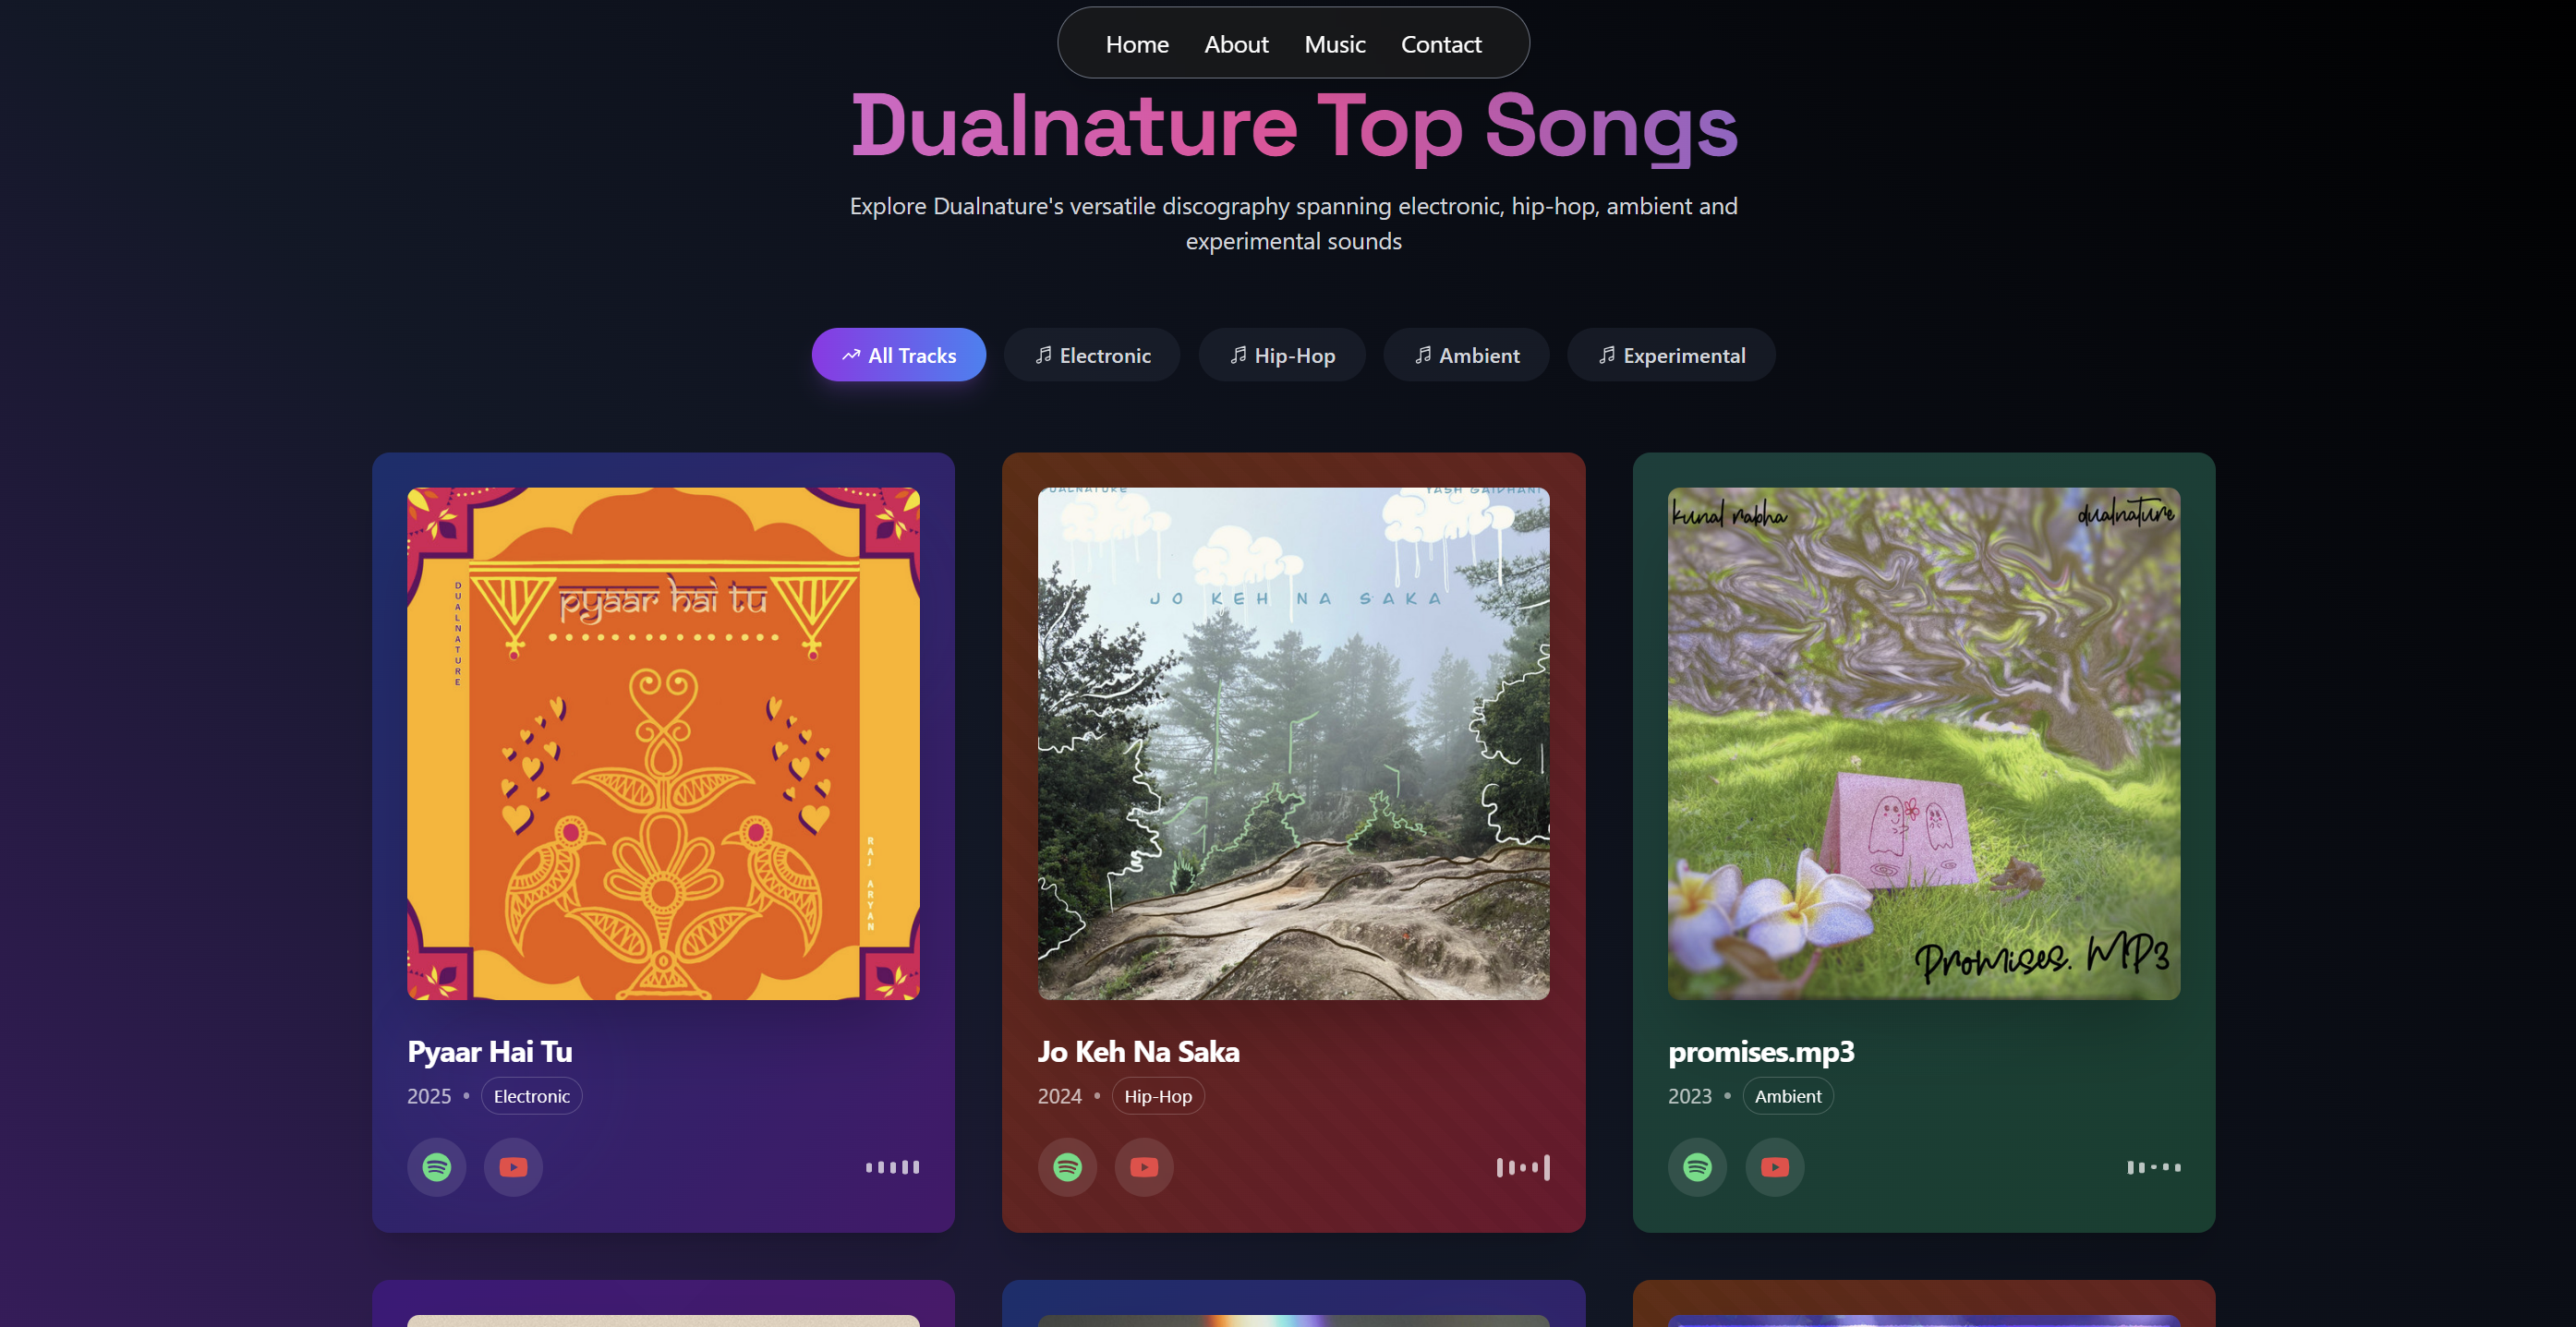 Home About Music Contact
Dualnature Top Songs
Explore Dualnature's versatile discography spanning electronic, hip-hop, ambient and
experimental sounds
All Tracks
Electronic
Hip-Hop
Ambient
Experimental
pyaar hai tu
DUALNATURE
RAJ ARYAN
Pyaar Hai Tu
2025 • Electronic
DUALNATURE
YASH GAIDHANI
JO KEH NA SAKA
Jo Keh Na Saka
2024 • Hip-Hop
kunal rabha
dualnature
Promises. MP3
promises.mp3
2023 • Ambient